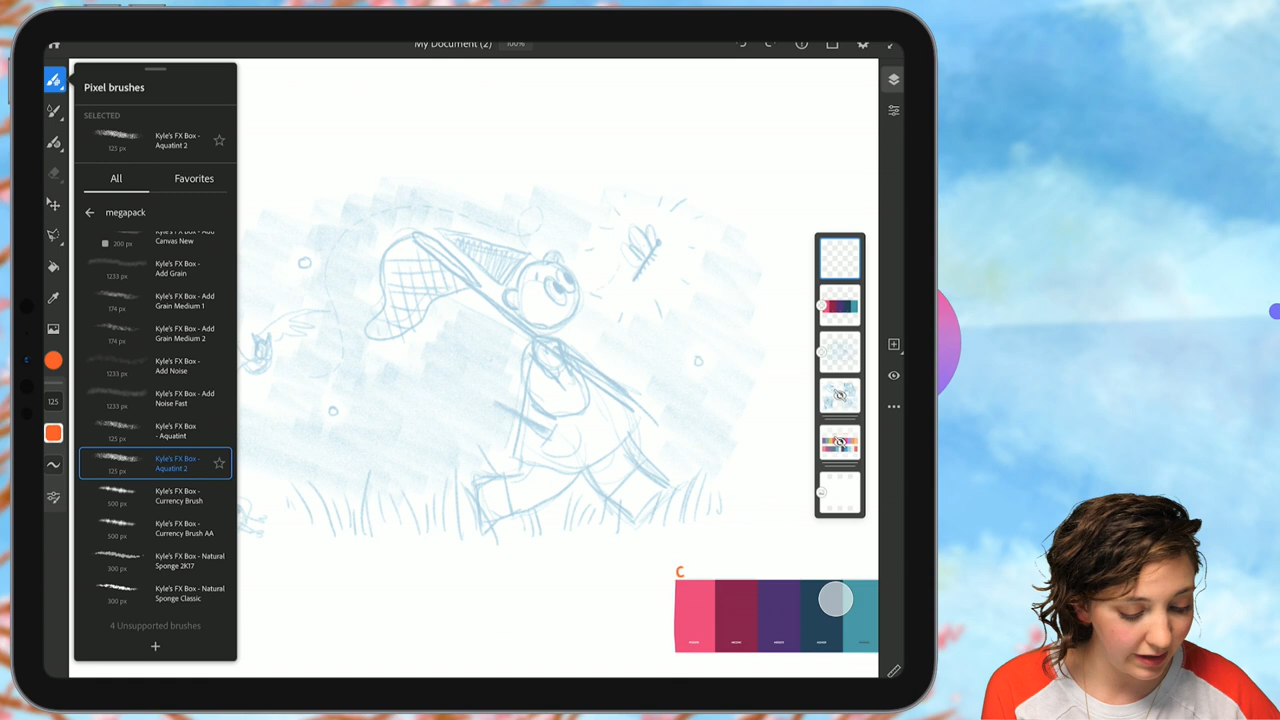 My Document (2) 100%
Pixel brushes
SELECTED
Kyle's FX Box -
Aquatint 2
125 px
All Favorites
megapack
Kyle's FX Box - Add
Canvas New
200 px
Kyle's FX Box -
Add Grain
1233 px
Kyle's FX Box - Add
Grain Medium 1
174 px
Kyle's FX Box - Add
Grain Medium 2
174 px
Kyle's FX Box -
Add Noise
1233 px
Kyle's FX Box - Add
Noise Fast
1233 px
Kyle's FX Box
- Aquatint
125 px
Kyle's FX Box -
Aquatint 2
125 px
Kyle's FX Box -
Currency Brush
500 px
Kyle's FX Box -
Currency Brush AA
500 px
Kyle's FX Box - Natural
Sponge 2K17
300 px
Kyle's FX Box - Natural
Sponge Classic
300 px
4 Unsupported brushes
125
C